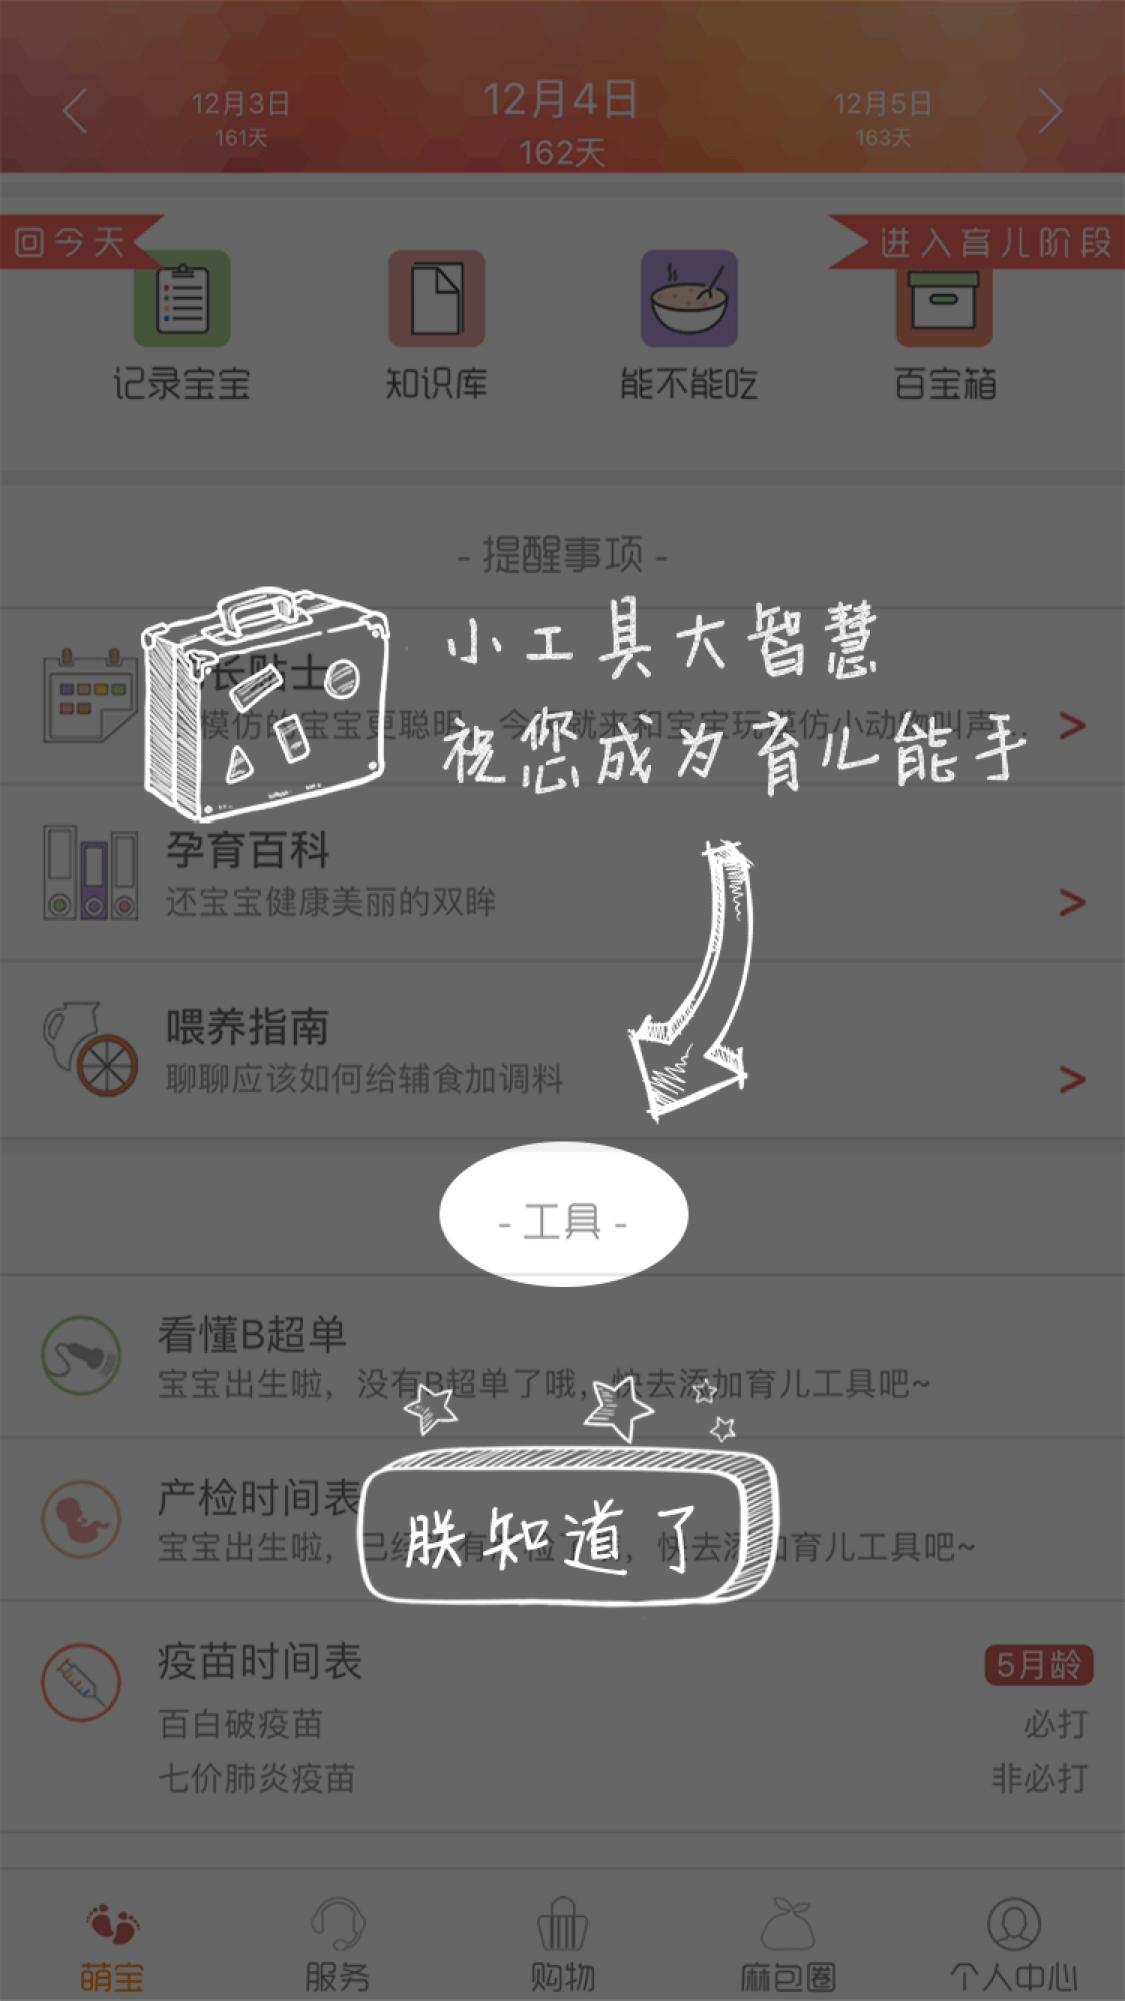 12月3日 12月4日 12月5日
161天 162天 163天
回今天 进入育儿阶段
记录宝宝 知识库 能不能吃 百宝箱
- 提醒事项 -
小工具大智慧
长贴士
模仿的宝宝更聪明，今天就来和宝宝玩模仿小动物叫声...
祝您成为育儿能手
孕育百科
还宝宝健康美丽的双眸
喂养指南
聊聊应该如何给辅食加调料
- 工具 -
看懂B超单
宝宝出生啦，没有B超单了哦，快去添加育儿工具吧~
产检时间表
宝宝出生啦，已经有检，快去添加育儿工具吧~
朕知道了
疫苗时间表 5月龄
百白破疫苗 必打
七价肺炎疫苗 非必打
萌宝 服务 购物 麻包圈 个人中心